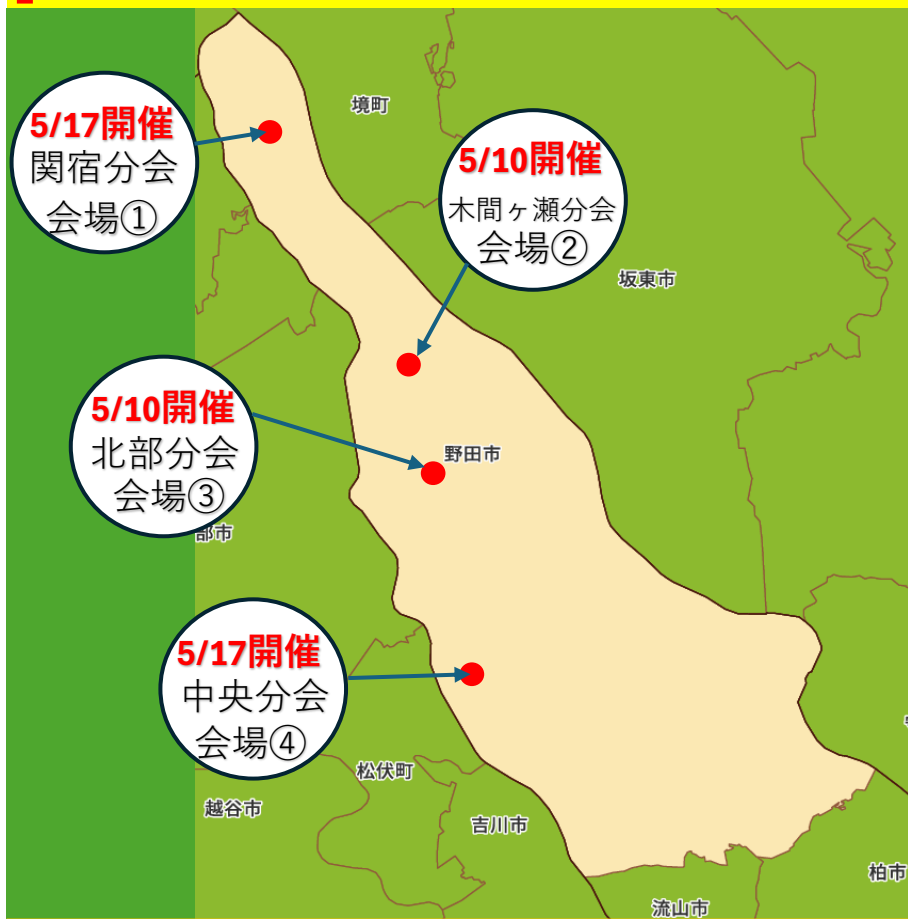 境町
5/17開催
関宿分会
会場①
5/10開催
木間ヶ瀬分会
会場②
坂東市
5/10開催
北部分会
会場③
野田市
部市
5/17開催
中央分会
会場④
松伏町
越谷市
吉川市
柏市
流山市